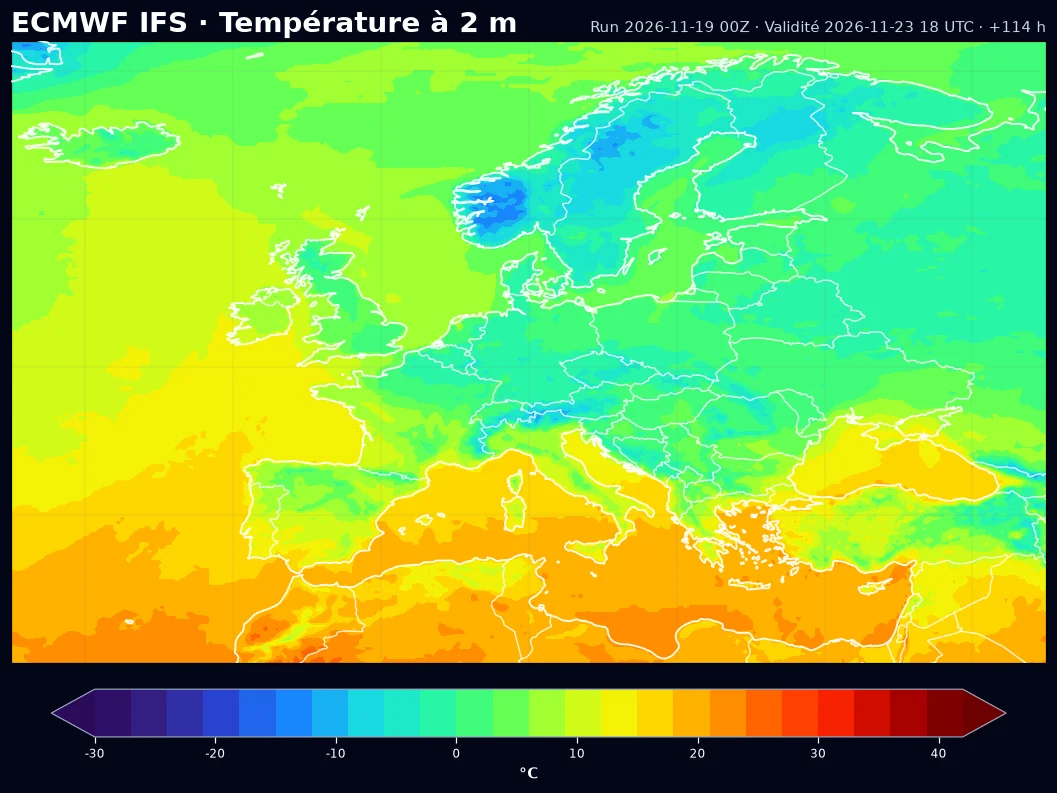 ECMWF IFS · Température à 2 m
Run 2026-11-19 00Z · Validité 2026-11-23 18 UTC · +114 h
-30 -20 -10 0 10 20 30 40
°C